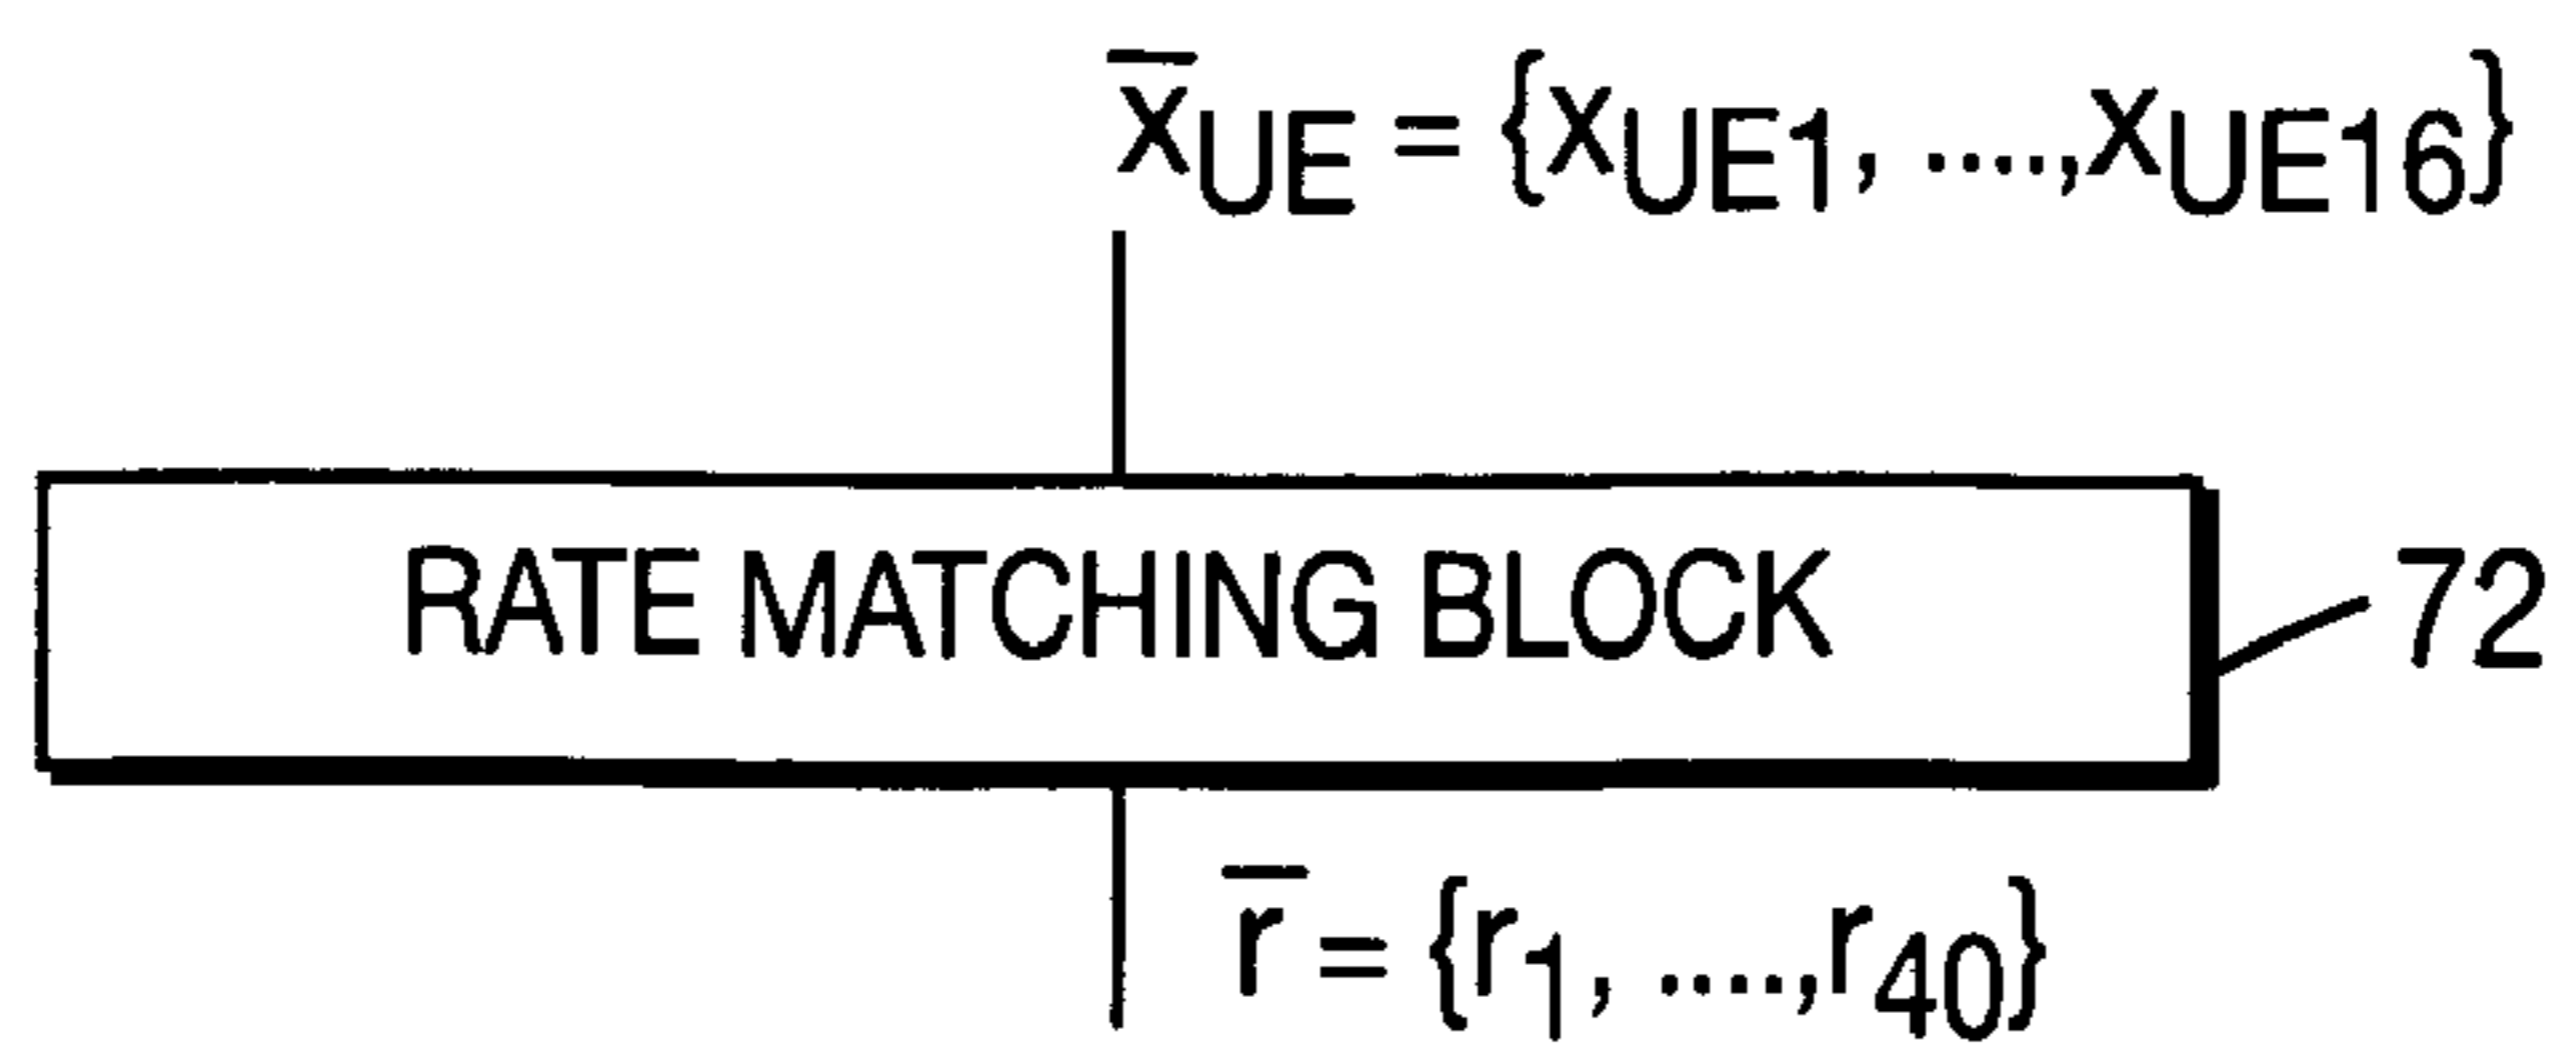 x̅UE = {xUE1, ....,xUE16}
RATE MATCHING BLOCK
72
r̅ = {r1, ....,r40}